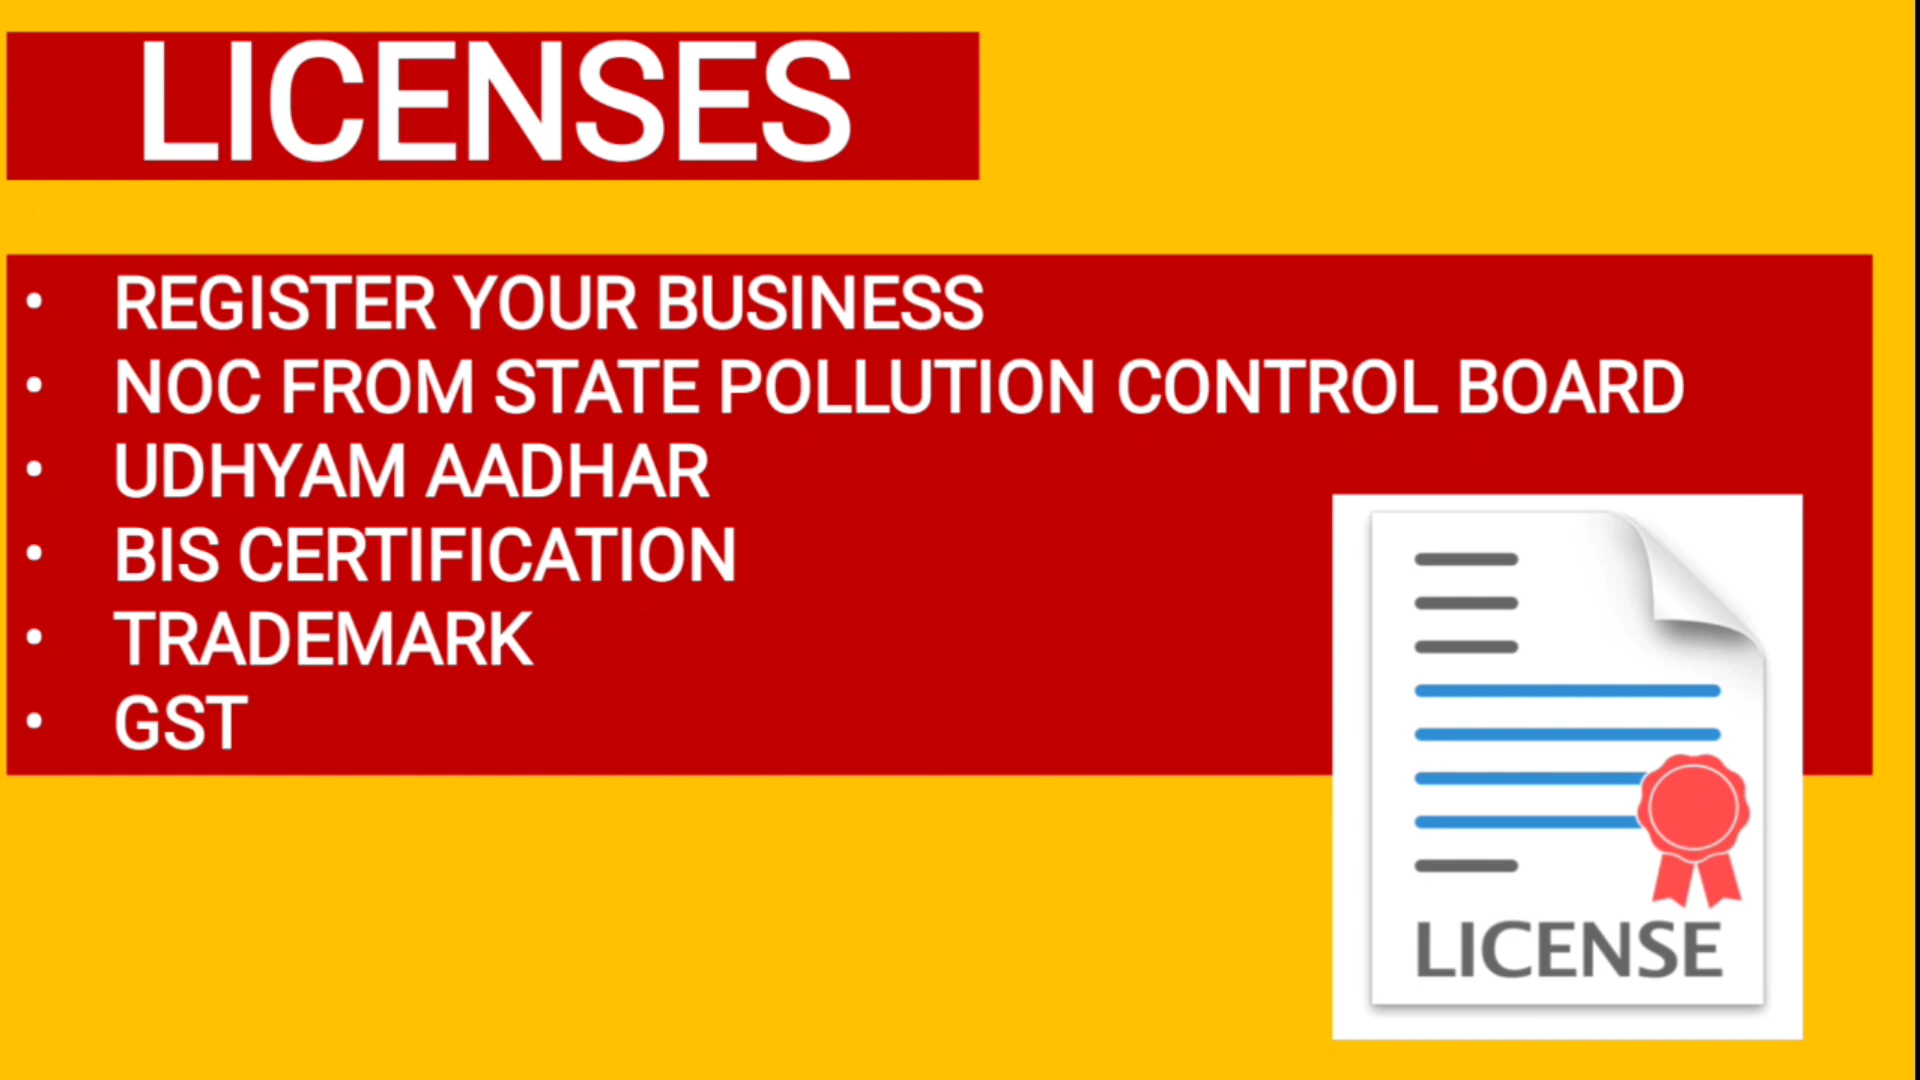 LICENSES
• REGISTER YOUR BUSINESS
• NOC FROM STATE POLLUTION CONTROL BOARD
• UDHYAM AADHAR
• BIS CERTIFICATION
• TRADEMARK
• GST
LICENSE